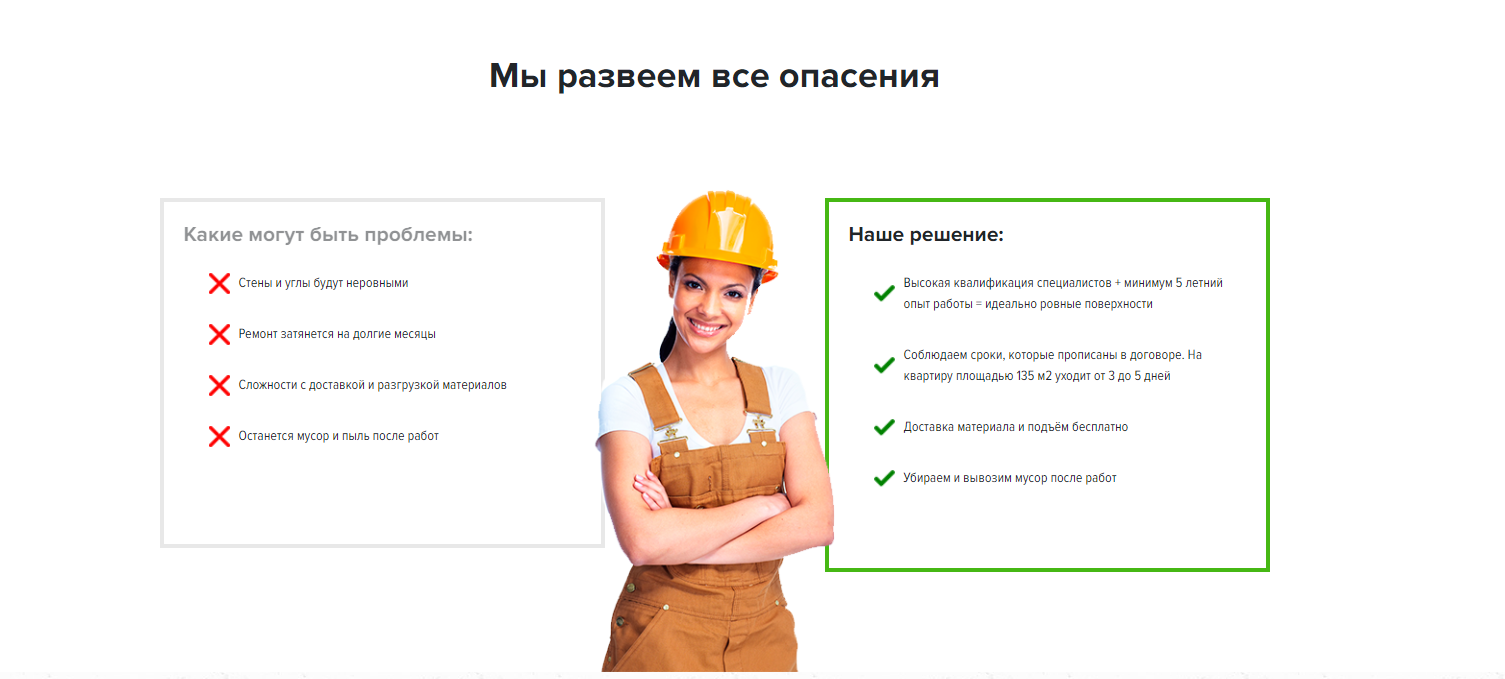 Мы развеем все опасения
Какие могут быть проблемы:
Стены и углы будут неровными
Ремонт затянется на долгие месяцы
Сложности с доставкой и разгрузкой материалов
Останется мусор и пыль после работ
Наше решение:
Высокая квалификация специалистов + минимум 5 летний
опыт работы = идеально ровные поверхности
Соблюдаем сроки, которые прописаны в договоре. На
квартиру площадью 135 м2 уходит от 3 до 5 дней
Доставка материала и подъём бесплатно
Убираем и вывозим мусор после работ